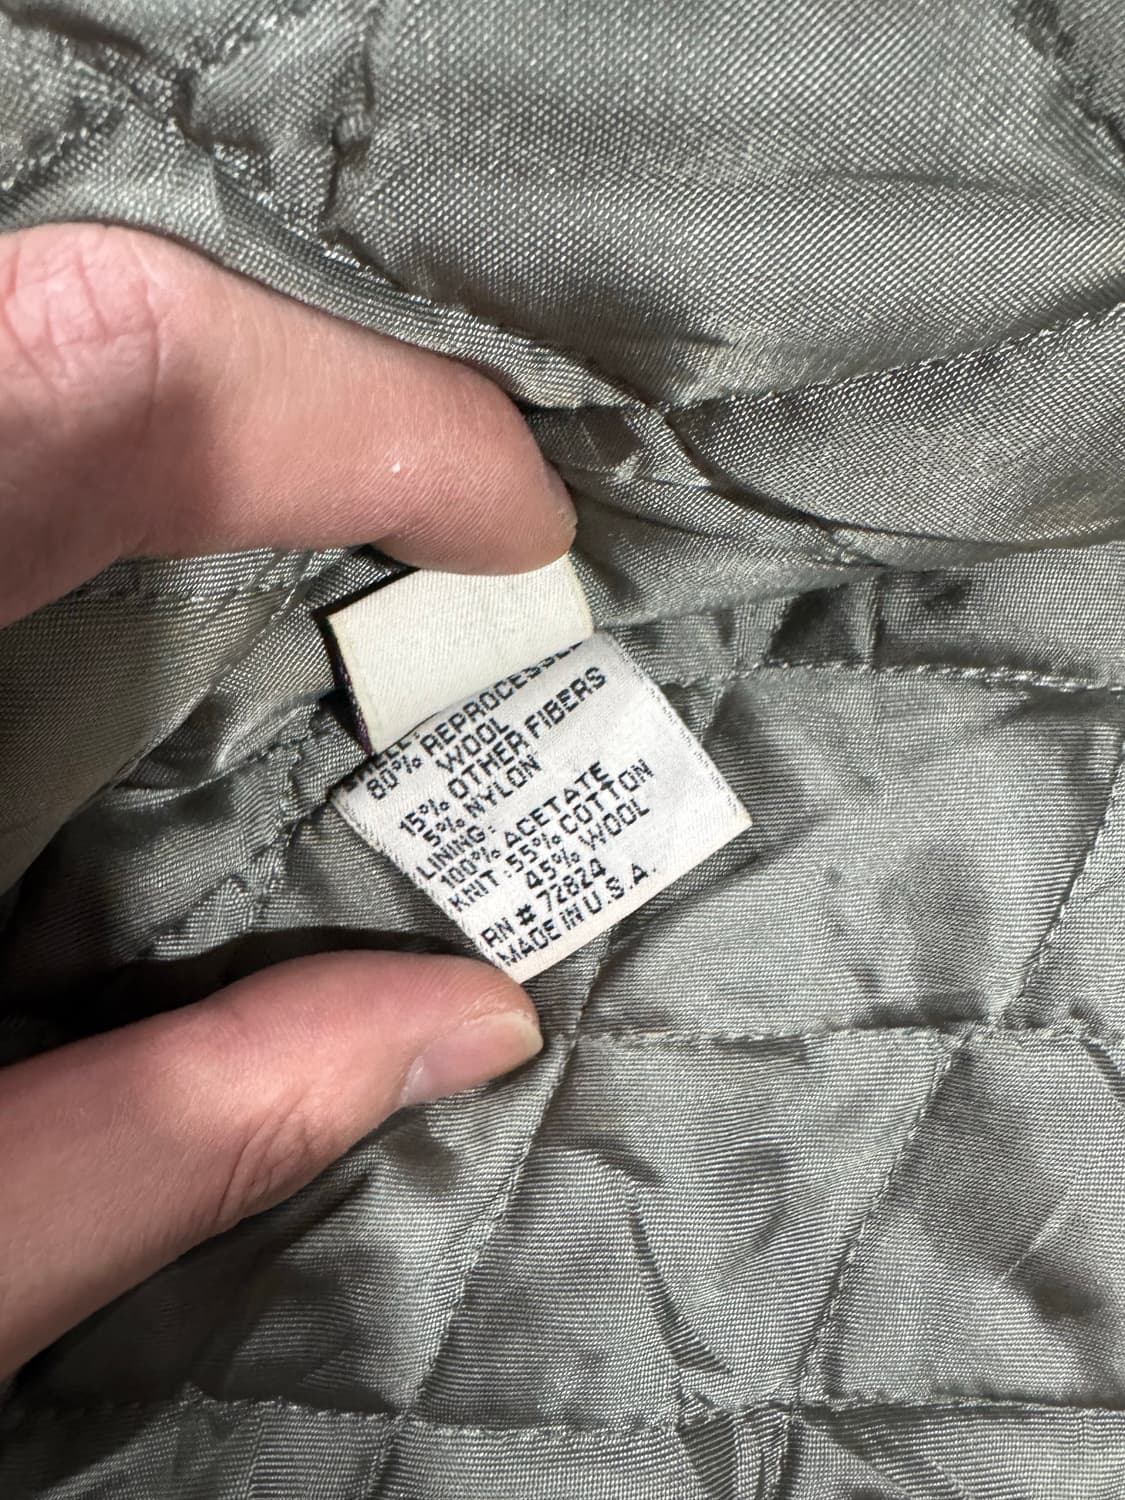 SHELL:
80% REPROCESSED
WOOL
15% OTHER FIBERS
5% NYLON
LINING:
100% ACETATE
KNIT: 55% COTTON
45% WOOL
RN # 72824
MADE IN U.S.A.